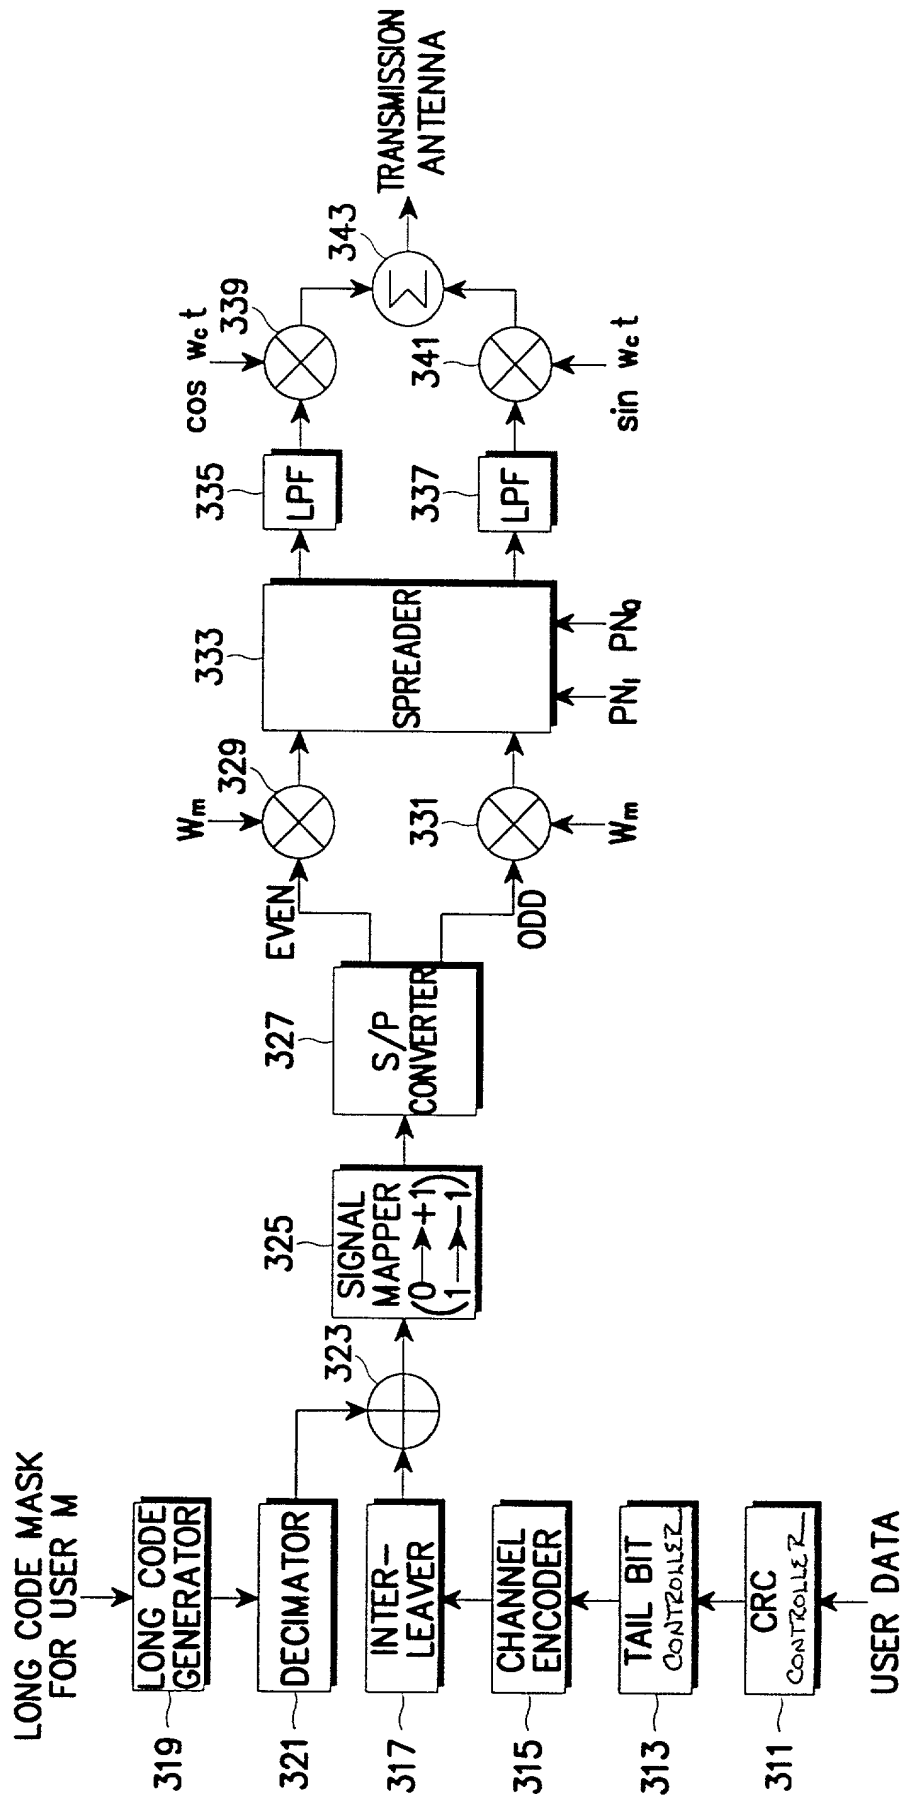 LONG CODE MASK
FOR USER M
319
LONG CODE
GENERATOR
321
DECIMATOR
317
INTER-
LEAVER
315
CHANNEL
ENCODER
313
TAIL BIT
CONTROLLER
311
CRC
CONTROLLER
USER DATA
323
325
SIGNAL
MAPPER
(0→+1)
(1→-1)
327
S/P
CONVERTER
EVEN
ODD
Wm
329
331
Wm
333
SPREADER
PNI PNQ
335
LPF
337
LPF
cos wct
339
341
sin wct
343
Σ
TRANSMISSION
ANTENNA